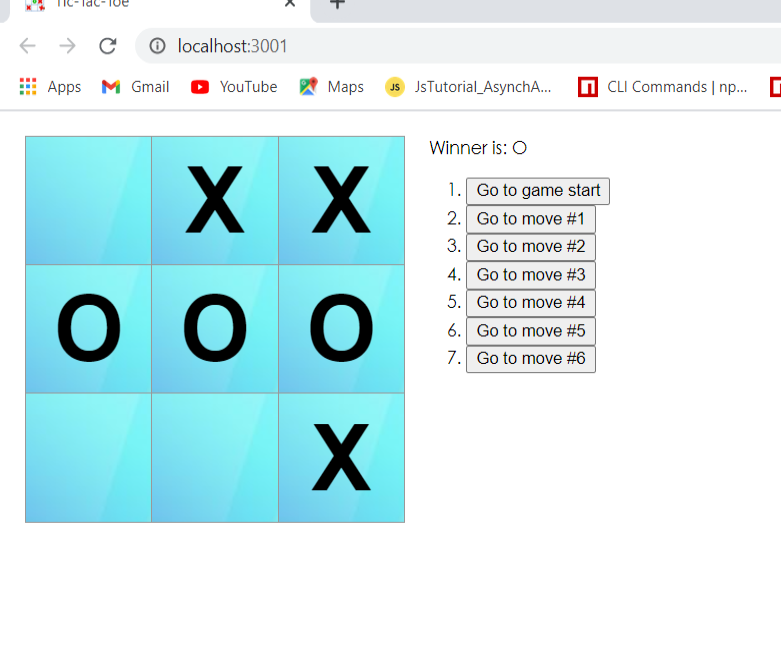 Tic-Tac-Toe
localhost:3001
Apps Gmail YouTube Maps JS JsTutorial_AsynchA... CLI Commands | np...
Winner is: O
1. Go to game start
2. Go to move #1
3. Go to move #2
4. Go to move #3
5. Go to move #4
6. Go to move #5
7. Go to move #6
X X
O O O
X